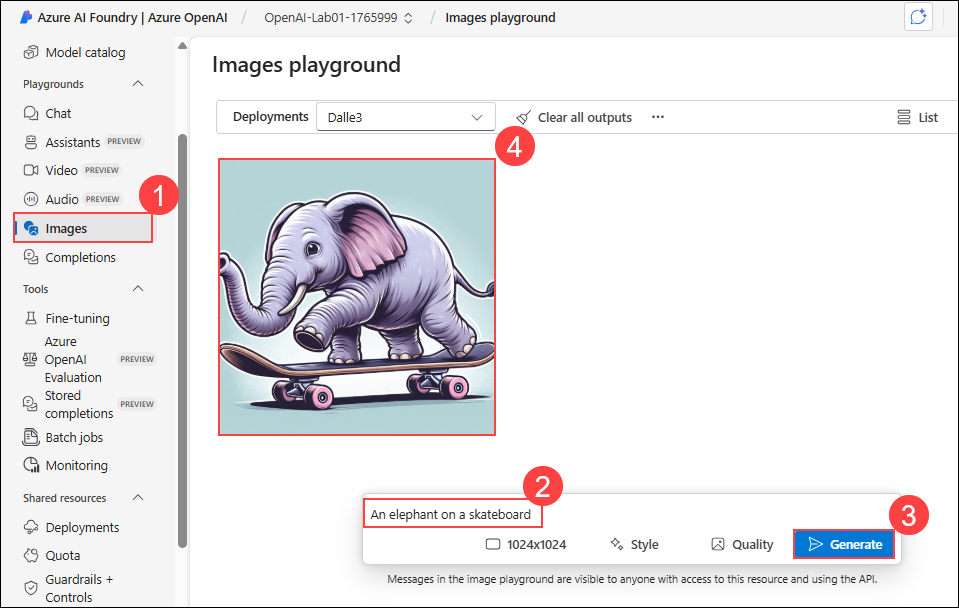 Azure AI Foundry | Azure OpenAI / OpenAI-Lab01-1765999 / Images playground
Model catalog
Playgrounds
Chat
Assistants PREVIEW
Video PREVIEW
Audio PREVIEW
1
Images
Completions
Tools
Fine-tuning
Azure
OpenAI
Evaluation
PREVIEW
Stored
completions
PREVIEW
Batch jobs
Monitoring
Shared resources
Deployments
Quota
Guardrails +
Controls
Images playground
Deployments Dalle3 Clear all outputs ... List
4
2
An elephant on a skateboard
3
1024x1024 Style Quality Generate
Messages in the image playground are visible to anyone with access to this resource and using the API.